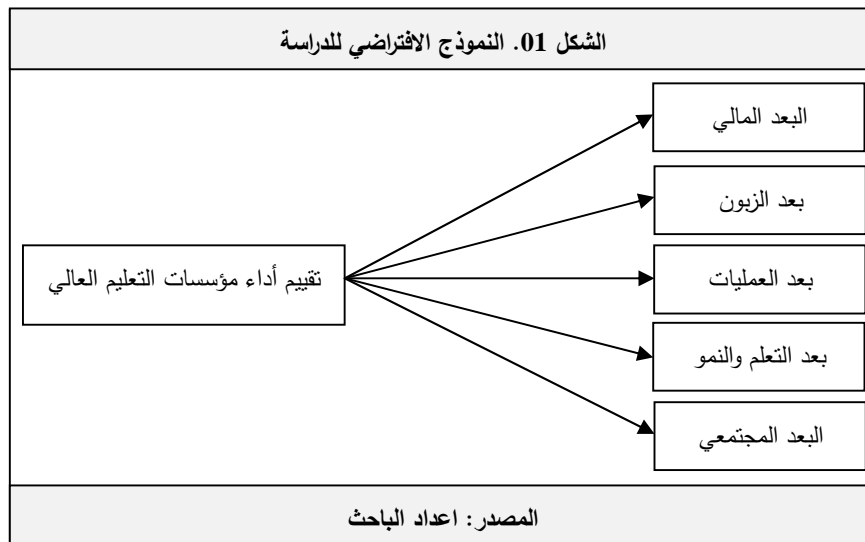 الشكل 01. النموذج الافتراضي للدراسة
البعد المالي
بعد الزبون
تقييم أداء مؤسسات التعليم العالي
بعد العمليات
بعد التعلم والنمو
البعد المجتمعي
المصدر: اعداد الباحث